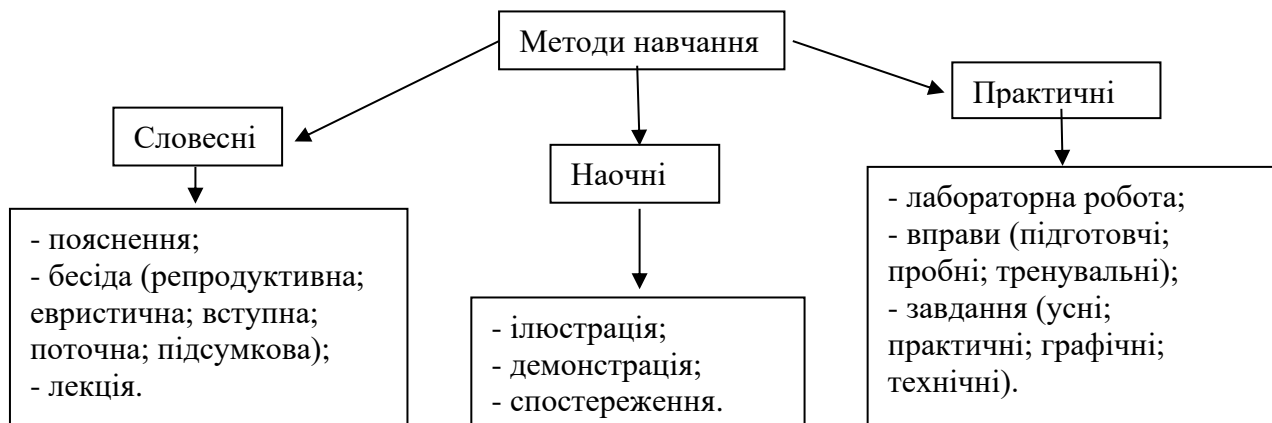 Методи навчання
Словесні
- пояснення;
- бесіда (репродуктивна;
евристична; вступна;
поточна; підсумкова);
- лекція.
Наочні
- ілюстрація;
- демонстрація;
- спостереження.
Практичні
- лабораторна робота;
- вправи (підготовчі;
пробні; тренувальні);
- завдання (усні;
практичні; графічні;
технічні).